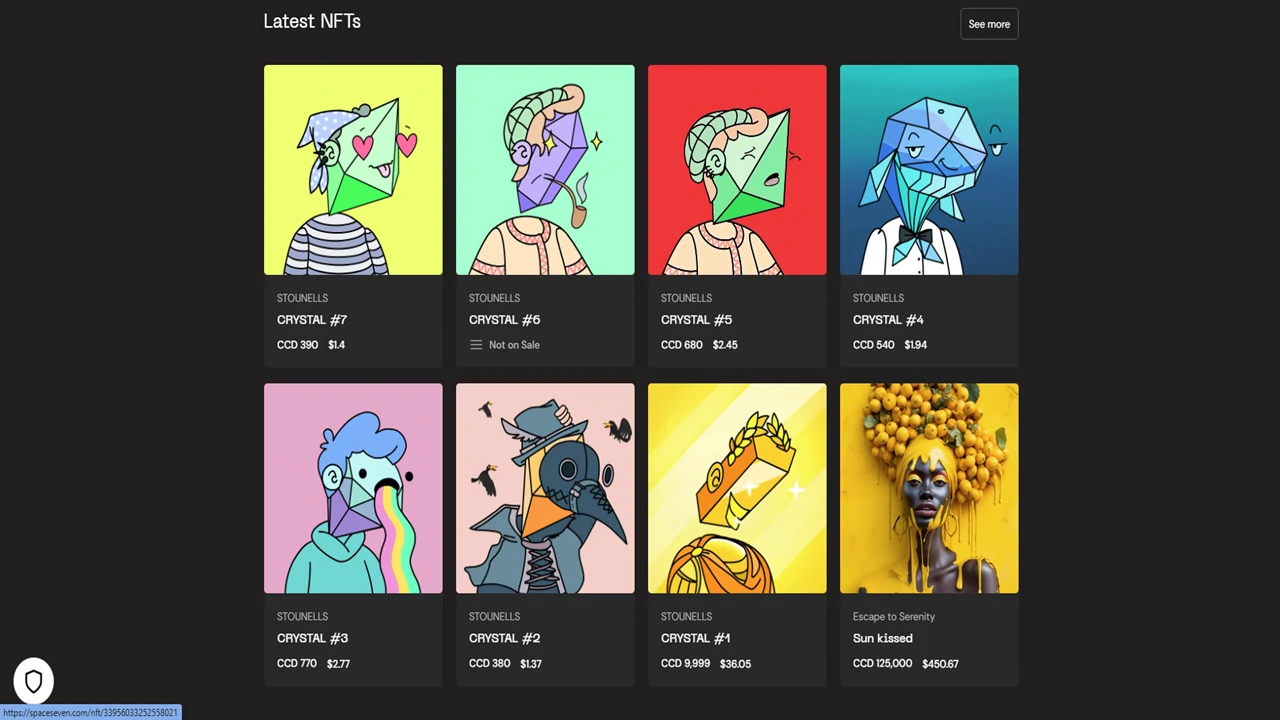 Latest NFTs
See more
STOUNELLS
CRYSTAL #7
CCD 390 $1.4
STOUNELLS
CRYSTAL #6
Not on Sale
STOUNELLS
CRYSTAL #5
CCD 680 $2.45
STOUNELLS
CRYSTAL #4
CCD 540 $1.94
STOUNELLS
CRYSTAL #3
CCD 770 $2.77
STOUNELLS
CRYSTAL #2
CCD 380 $1.37
STOUNELLS
CRYSTAL #1
CCD 9,999 $36.05
Escape to Serenity
Sun kissed
CCD 125,000 $450.67
https://spaceseven.com/nft/33956033252558021